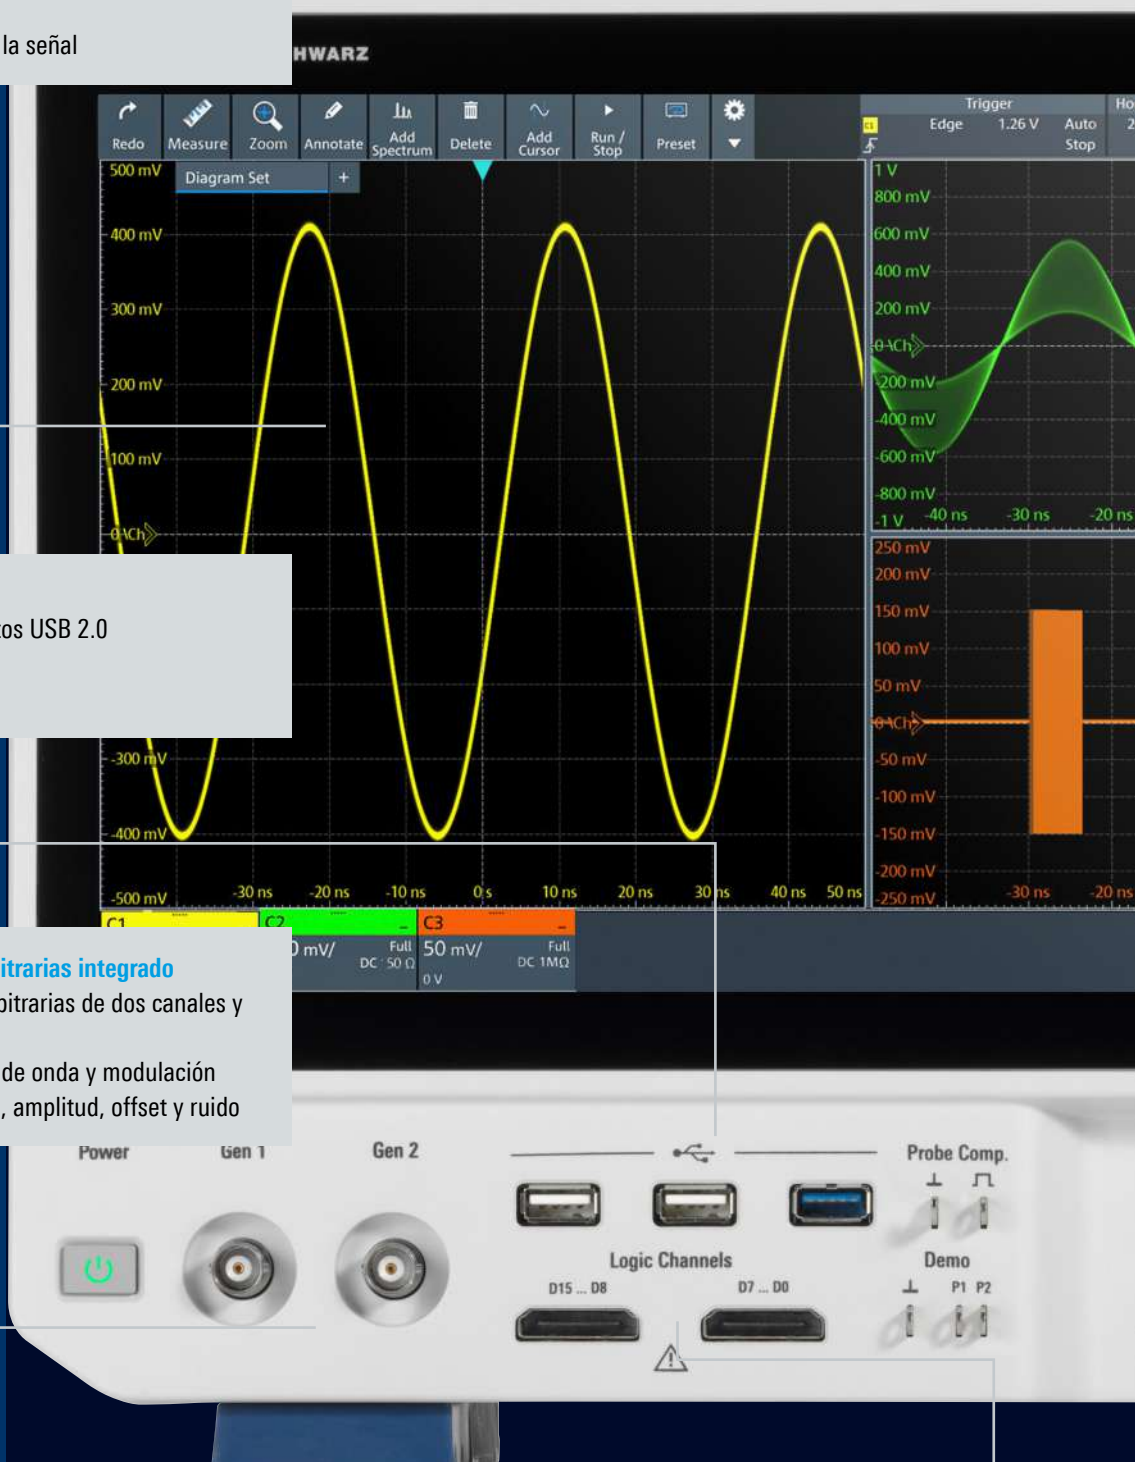 la señal
HWARZ
Redo
Measure
Zoom
Annotate
Add Spectrum
Delete
Add Cursor
Run / Stop
Preset
Trigger
C1 Edge 1.26 V Auto
Stop
Diagram Set +
500 mV
400 mV
300 mV
200 mV
100 mV
-300 mV
-400 mV
-500 mV
-30 ns -20 ns -10 ns 0 s 10 ns 20 ns 30 ns 40 ns 50 ns
1 V
800 mV
600 mV
400 mV
200 mV
-200 mV
-400 mV
-600 mV
-800 mV
-1 V
-40 ns -30 ns -20 ns
250 mV
200 mV
150 mV
100 mV
50 mV
-50 mV
-100 mV
-150 mV
-200 mV
-250 mV
-30 ns -20 ns
USB 2.0
C1 C2 C3
mV/ Full
DC 50 Ω
50 mV/ Full
DC 1MΩ
0 V
integrado
de dos canales y
de onda y modulación
, amplitud, offset y ruido
Power
Gen 1
Gen 2
Probe Comp.
Logic Channels
D15 ... D8
D7 ... D0
Demo
P1 P2